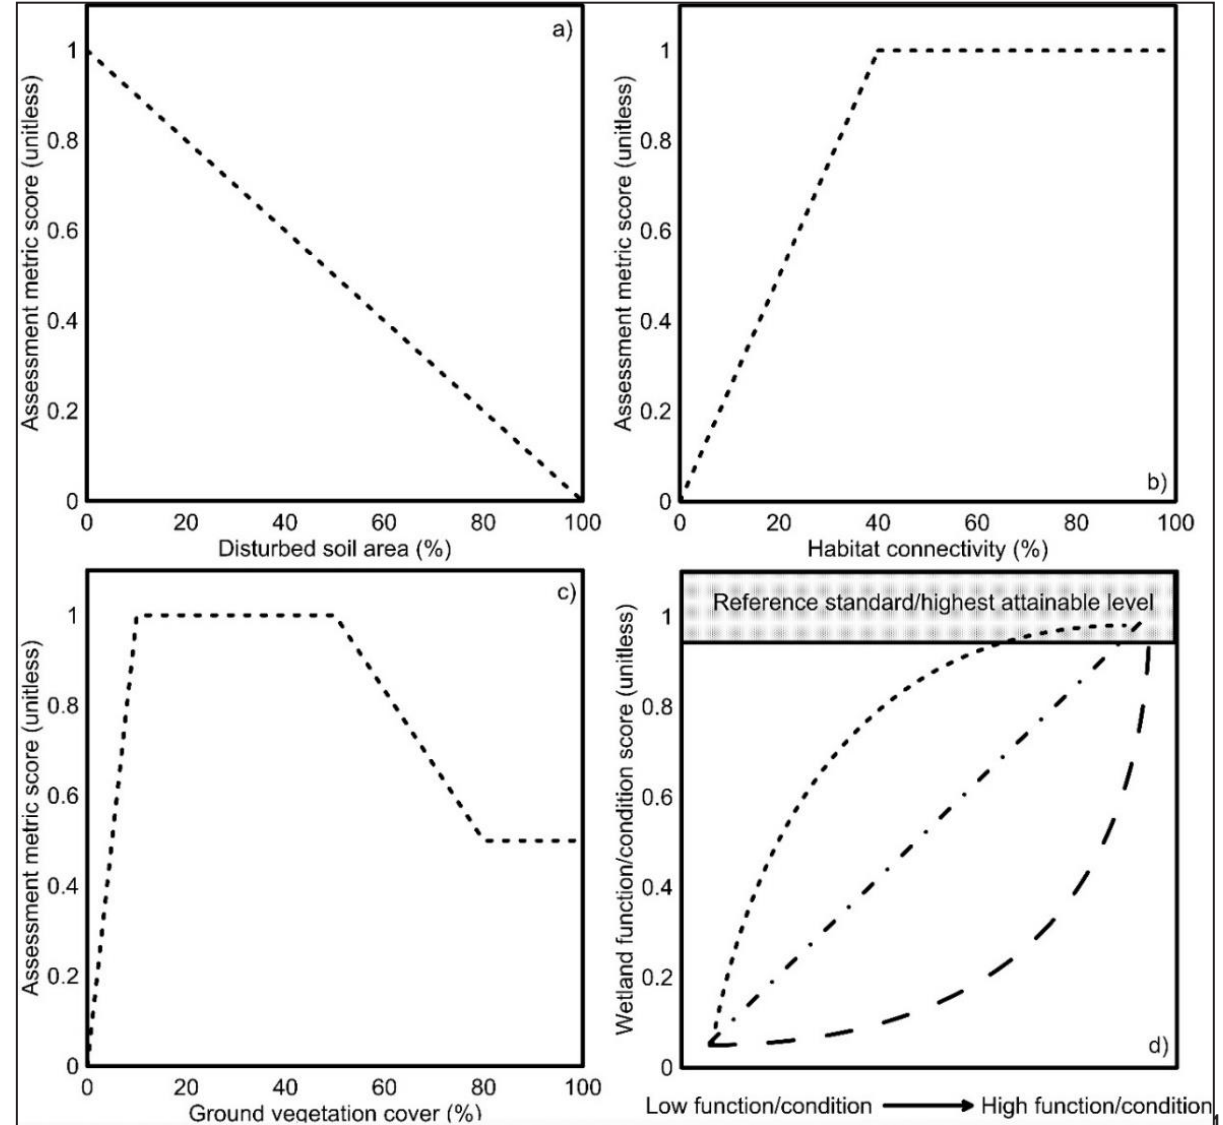 a)
Assessment metric score (unitless)
1
0.8
0.6
0.4
0.2
0
0 20 40 60 80 100
Disturbed soil area (%)
b)
Assessment metric score (unitless)
1
0.8
0.6
0.4
0.2
0
0 20 40 60 80 100
Habitat connectivity (%)
c)
Assessment metric score (unitless)
1
0.8
0.6
0.4
0.2
0
0 20 40 60 80 100
Ground vegetation cover (%)
Reference standard/highest attainable level
Wetland function/condition score (unitless)
1
0.8
0.6
0.4
0.2
0
d)
Low function/condition High function/condition